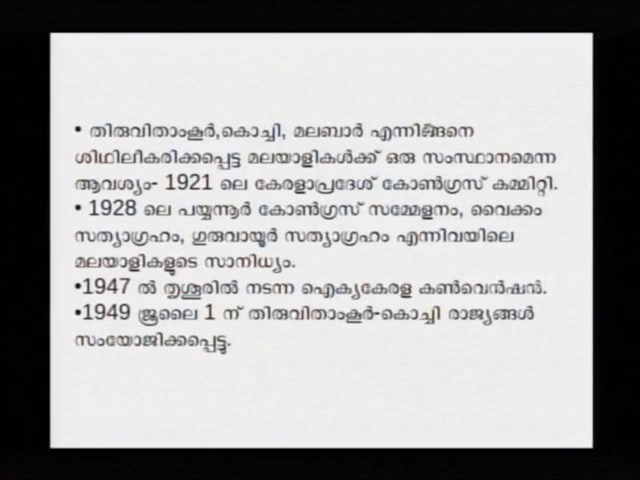 • തിരുവിതാംകൂർ,കൊച്ചി, മലബാർ എന്നിങ്ങനെ
ശിഥിലീകരിക്കപ്പെട്ട മലയാളികൾക്ക് ഒരു സംസ്ഥാനമെന്ന
ആവശ്യം- 1921 ലെ കേരളാപ്രദേശ് കോൺഗ്രസ് കമ്മിറ്റി.
• 1928 ലെ പയ്യന്നൂർ കോൺഗ്രസ് സമ്മേളനം, വൈക്കം
സത്യാഗ്രഹം, ഗുരുവായൂർ സത്യാഗ്രഹം എന്നിവയിലെ
മലയാളികളുടെ സാനിധ്യം.
•1947 ൽ തൃശൂരിൽ നടന്ന ഐക്യകേരള കൺവെൻഷൻ.
•1949 ജൂലൈ 1 ന് തിരുവിതാംകൂർ-കൊച്ചി രാജ്യങ്ങൾ
സംയോജിക്കപ്പെട്ടു.